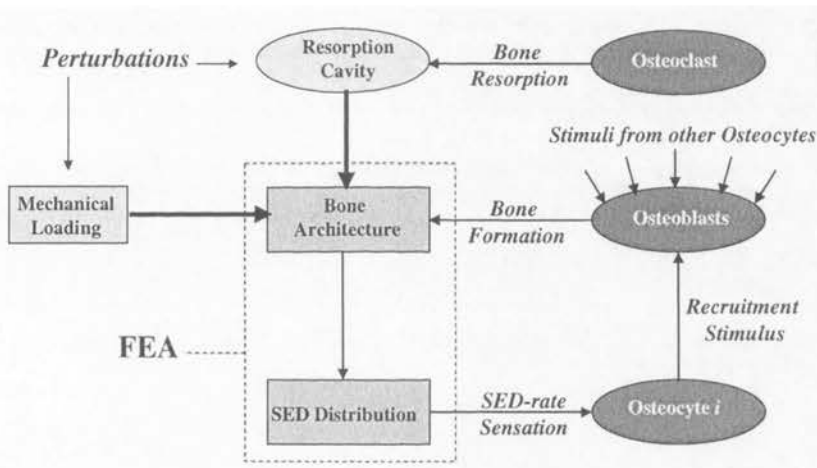 Perturbations
Resorption
Cavity
Bone
Resorption
Osteoclast
Stimuli from other Osteocytes
Mechanical
Loading
Bone
Architecture
Bone
Formation
Osteoblasts
Recruitment
Stimulus
FEA
SED Distribution
SED-rate
Sensation
Osteocyte i